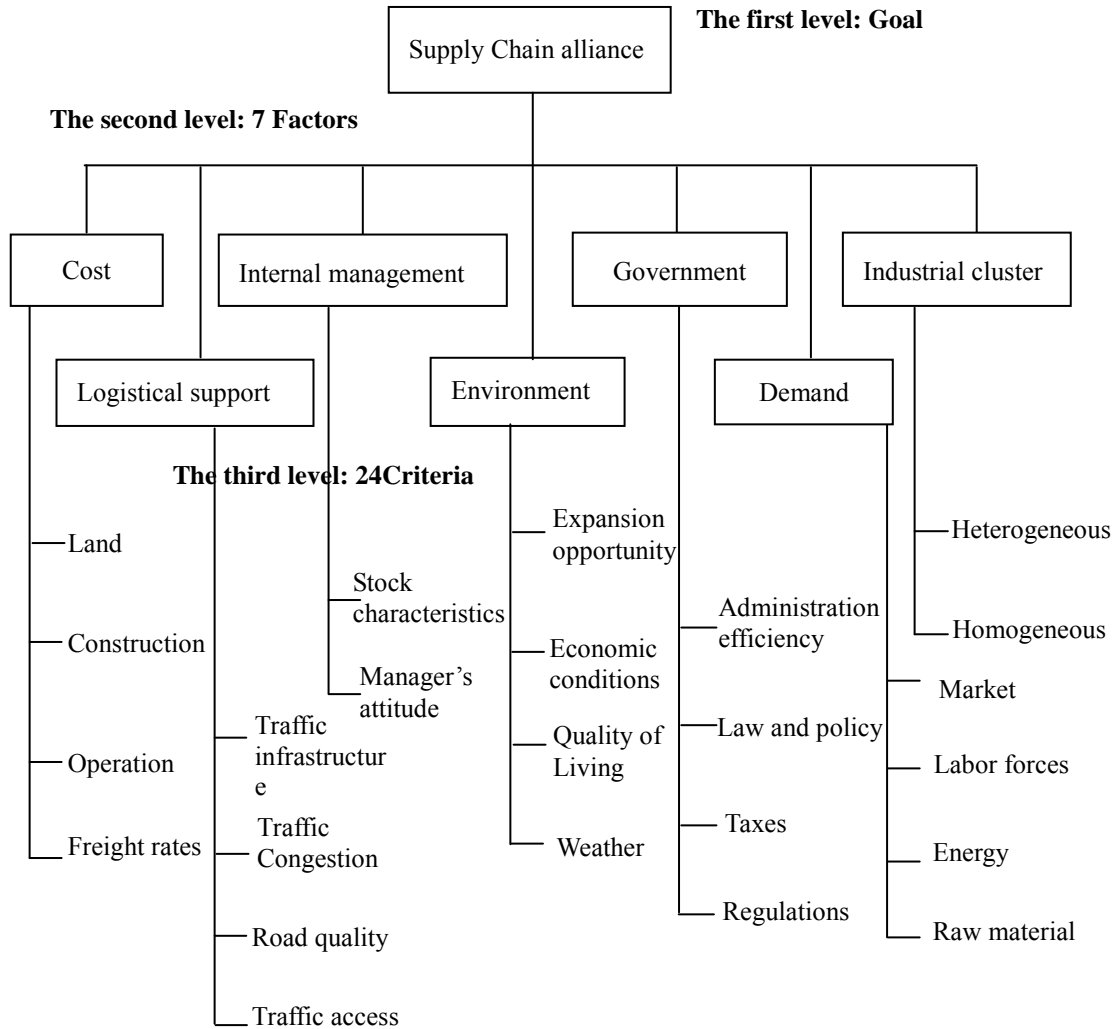 The first level: Goal
Supply Chain alliance
The second level: 7 Factors
Cost
Internal management
Government
Industrial cluster
Logistical support
Environment
Demand
The third level: 24Criteria
Land
Construction
Operation
Freight rates
Traffic
infrastructur
e
Traffic
Congestion
Road quality
Traffic access
Stock
characteristics
Manager’s
attitude
Expansion
opportunity
Economic
conditions
Quality of
Living
Weather
Administration
efficiency
Law and policy
Taxes
Regulations
Market
Labor forces
Energy
Raw material
Heterogeneous
Homogeneous